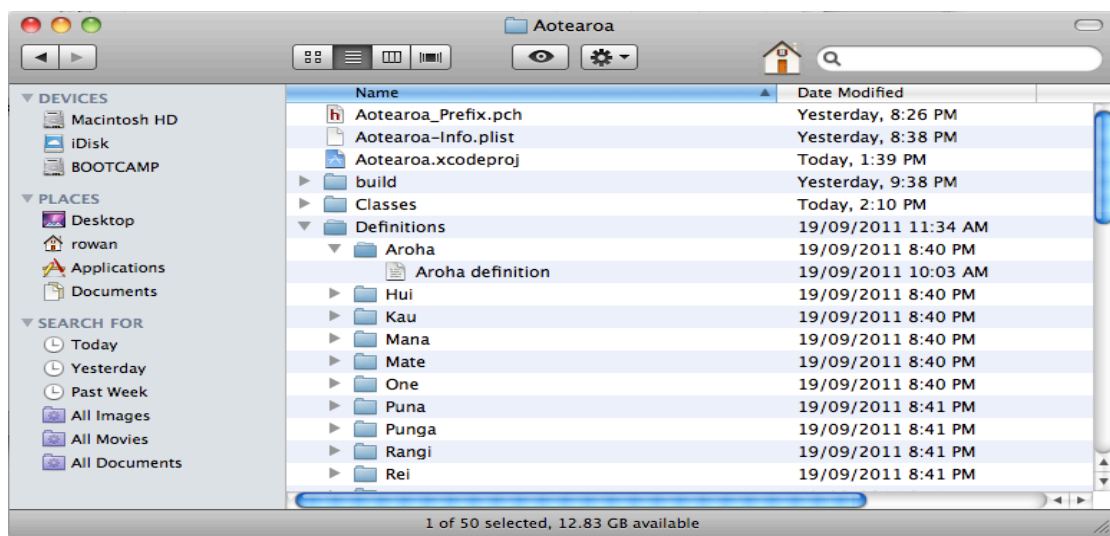 Aotearoa
Name Date Modified
DEVICES
Macintosh HD
iDisk
BOOTCAMP
PLACES
Desktop
rowan
Applications
Documents
SEARCH FOR
Today
Yesterday
Past Week
All Images
All Movies
All Documents
h Aotearoa_Prefix.pch Yesterday, 8:26 PM
Aotearoa-Info.plist Yesterday, 8:38 PM
Aotearoa.xcodeproj Today, 1:39 PM
build Yesterday, 9:38 PM
Classes Today, 2:10 PM
Definitions 19/09/2011 11:34 AM
Aroha 19/09/2011 8:40 PM
Aroha definition 19/09/2011 10:03 AM
Hui 19/09/2011 8:40 PM
Kau 19/09/2011 8:40 PM
Mana 19/09/2011 8:40 PM
Mate 19/09/2011 8:40 PM
One 19/09/2011 8:40 PM
Puna 19/09/2011 8:41 PM
Punga 19/09/2011 8:41 PM
Rangi 19/09/2011 8:41 PM
Rei 19/09/2011 8:41 PM
1 of 50 selected, 12.83 GB available